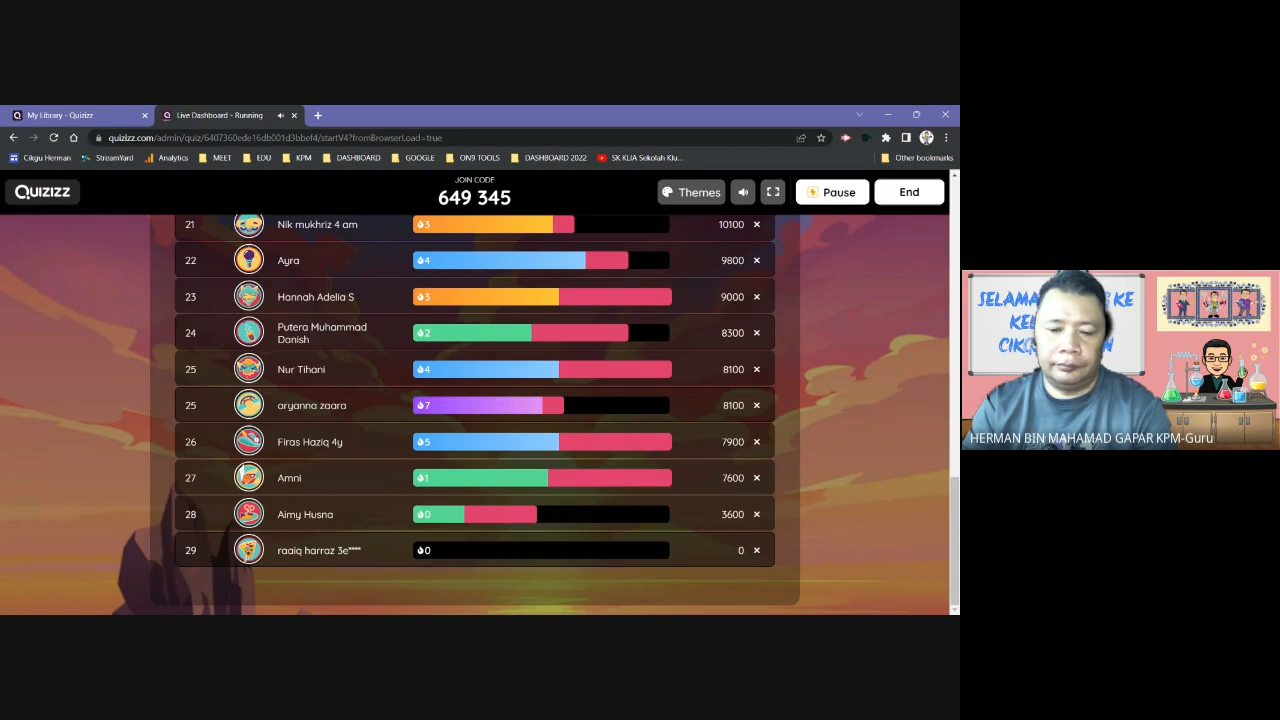 My Library - Quizizz
Live Dashboard - Running
quizizz.com/admin/quiz/6407360ede16db001d3bbef4/startV4?fromBrowserLoad=true
Cikgu Herman StreamYard Analytics MEET EDU KPM DASHBOARD GOOGLE ON9 TOOLS DASHBOARD 2022 SK KLIA Sekolah Klu... Other bookmarks
Quizizz
JOIN CODE
649 345
Themes
Pause
End
21 Nik mukhriz 4 am 3 10100
22 Ayra 4 9800
23 Hannah Adelia S 3 9000
24 Putera Muhammad
Danish 2 8300
25 Nur Tihani 4 8100
25 aryanna zaara 7 8100
26 Firas Haziq 4y 5 7900
27 Amni 1 7600
28 Aimy Husna 0 3600
29 raaiq harraz 3e**** 0 0
KE
HERMAN BIN MAHAMAD GAPAR KPM-Guru